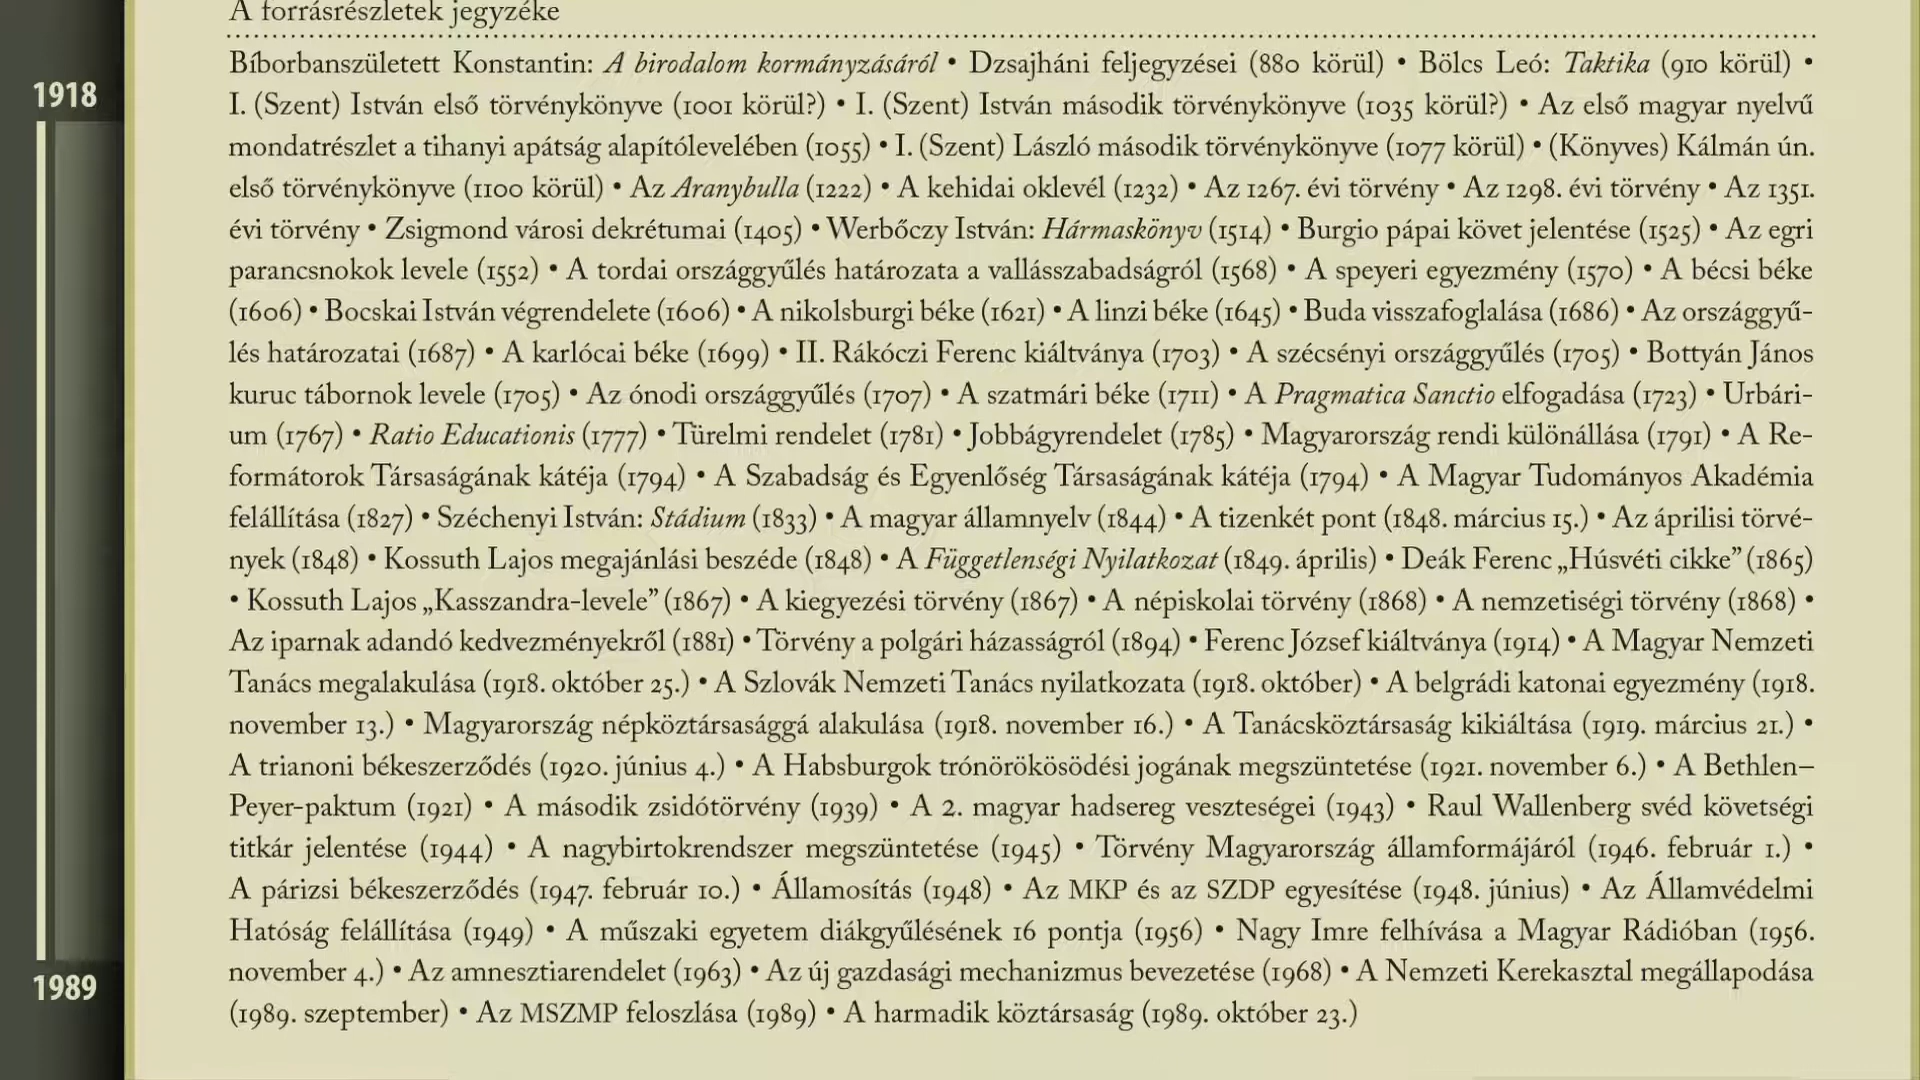 A forrásrészletek jegyzéke
1918
Bíborbanszületett Konstantin: A birodalom kormányzásáról • Dzsajháni feljegyzései (880 körül) • Bölcs Leó: Taktika (910 körül) •
I. (Szent) István első törvénykönyve (1001 körül?) • I. (Szent) István második törvénykönyve (1035 körül?) • Az első magyar nyelvű
mondatrészlet a tihanyi apátság alapítólevelében (1055) • I. (Szent) László második törvénykönyve (1077 körül) • (Könyves) Kálmán ún.
első törvénykönyve (1100 körül) • Az Aranybulla (1222) • A kehidai oklevél (1232) • Az 1267. évi törvény • Az 1298. évi törvény • Az 1351.
évi törvény • Zsigmond városi dekrétumai (1405) • Werbőczy István: Hármaskönyv (1514) • Burgio pápai követ jelentése (1525) • Az egri
parancsnokok levele (1552) • A tordai országgyűlés határozata a vallásszabadságról (1568) • A speyeri egyezmény (1570) • A bécsi béke
(1606) • Bocskai István végrendelete (1606) • A nikolsburgi béke (1621) • A linzi béke (1645) • Buda visszafoglalása (1686) • Az országgyű-
lés határozatai (1687) • A karlócai béke (1699) • II. Rákóczi Ferenc kiáltványa (1703) • A szécsényi országgyűlés (1705) • Bottyán János
kuruc tábornok levele (1705) • Az ónodi országgyűlés (1707) • A szatmári béke (1711) • A Pragmatica Sanctio elfogadása (1723) • Urbári-
um (1767) • Ratio Educationis (1777) • Türelmi rendelet (1781) • Jobbágyrendelet (1785) • Magyarország rendi különállása (1791) • A Re-
formátorok Társaságának kátéja (1794) • A Szabadság és Egyenlőség Társaságának kátéja (1794) • A Magyar Tudományos Akadémia
felállítása (1827) • Széchenyi István: Stádium (1833) • A magyar államnyelv (1844) • A tizenkét pont (1848. március 15.) • Az áprilisi törvé-
nyek (1848) • Kossuth Lajos megajánlási beszéde (1848) • A Függetlenségi Nyilatkozat (1849. április) • Deák Ferenc „Húsvéti cikke” (1865)
• Kossuth Lajos „Kasszandra-levele” (1867) • A kiegyezési törvény (1867) • A népiskolai törvény (1868) • A nemzetiségi törvény (1868) •
Az iparnak adandó kedvezményekről (1881) • Törvény a polgári házasságról (1894) • Ferenc József kiáltványa (1914) • A Magyar Nemzeti
Tanács megalakulása (1918. október 25.) • A Szlovák Nemzeti Tanács nyilatkozata (1918. október) • A belgrádi katonai egyezmény (1918.
november 13.) • Magyarország népköztársasággá alakulása (1918. november 16.) • A Tanácsköztársaság kikiáltása (1919. március 21.) •
A trianoni békeszerződés (1920. június 4.) • A Habsburgok trónörökösödési jogának megszüntetése (1921. november 6.) • A Bethlen–
Peyer-paktum (1921) • A második zsidótörvény (1939) • A 2. magyar hadsereg veszteségei (1943) • Raul Wallenberg svéd követségi
titkár jelentése (1944) • A nagybirtokrendszer megszüntetése (1945) • Törvény Magyarország államformájáról (1946. február 1.) •
A párizsi békeszerződés (1947. február 10.) • Államosítás (1948) • Az MKP és az SZDP egyesítése (1948. június) • Az Államvédelmi
Hatóság felállítása (1949) • A műszaki egyetem diákgyűlésének 16 pontja (1956) • Nagy Imre felhívása a Magyar Rádióban (1956.
november 4.) • Az amnesztiarendelet (1963) • Az új gazdasági mechanizmus bevezetése (1968) • A Nemzeti Kerekasztal megállapodása
(1989. szeptember) • Az MSZMP feloszlása (1989) • A harmadik köztársaság (1989. október 23.)
1989